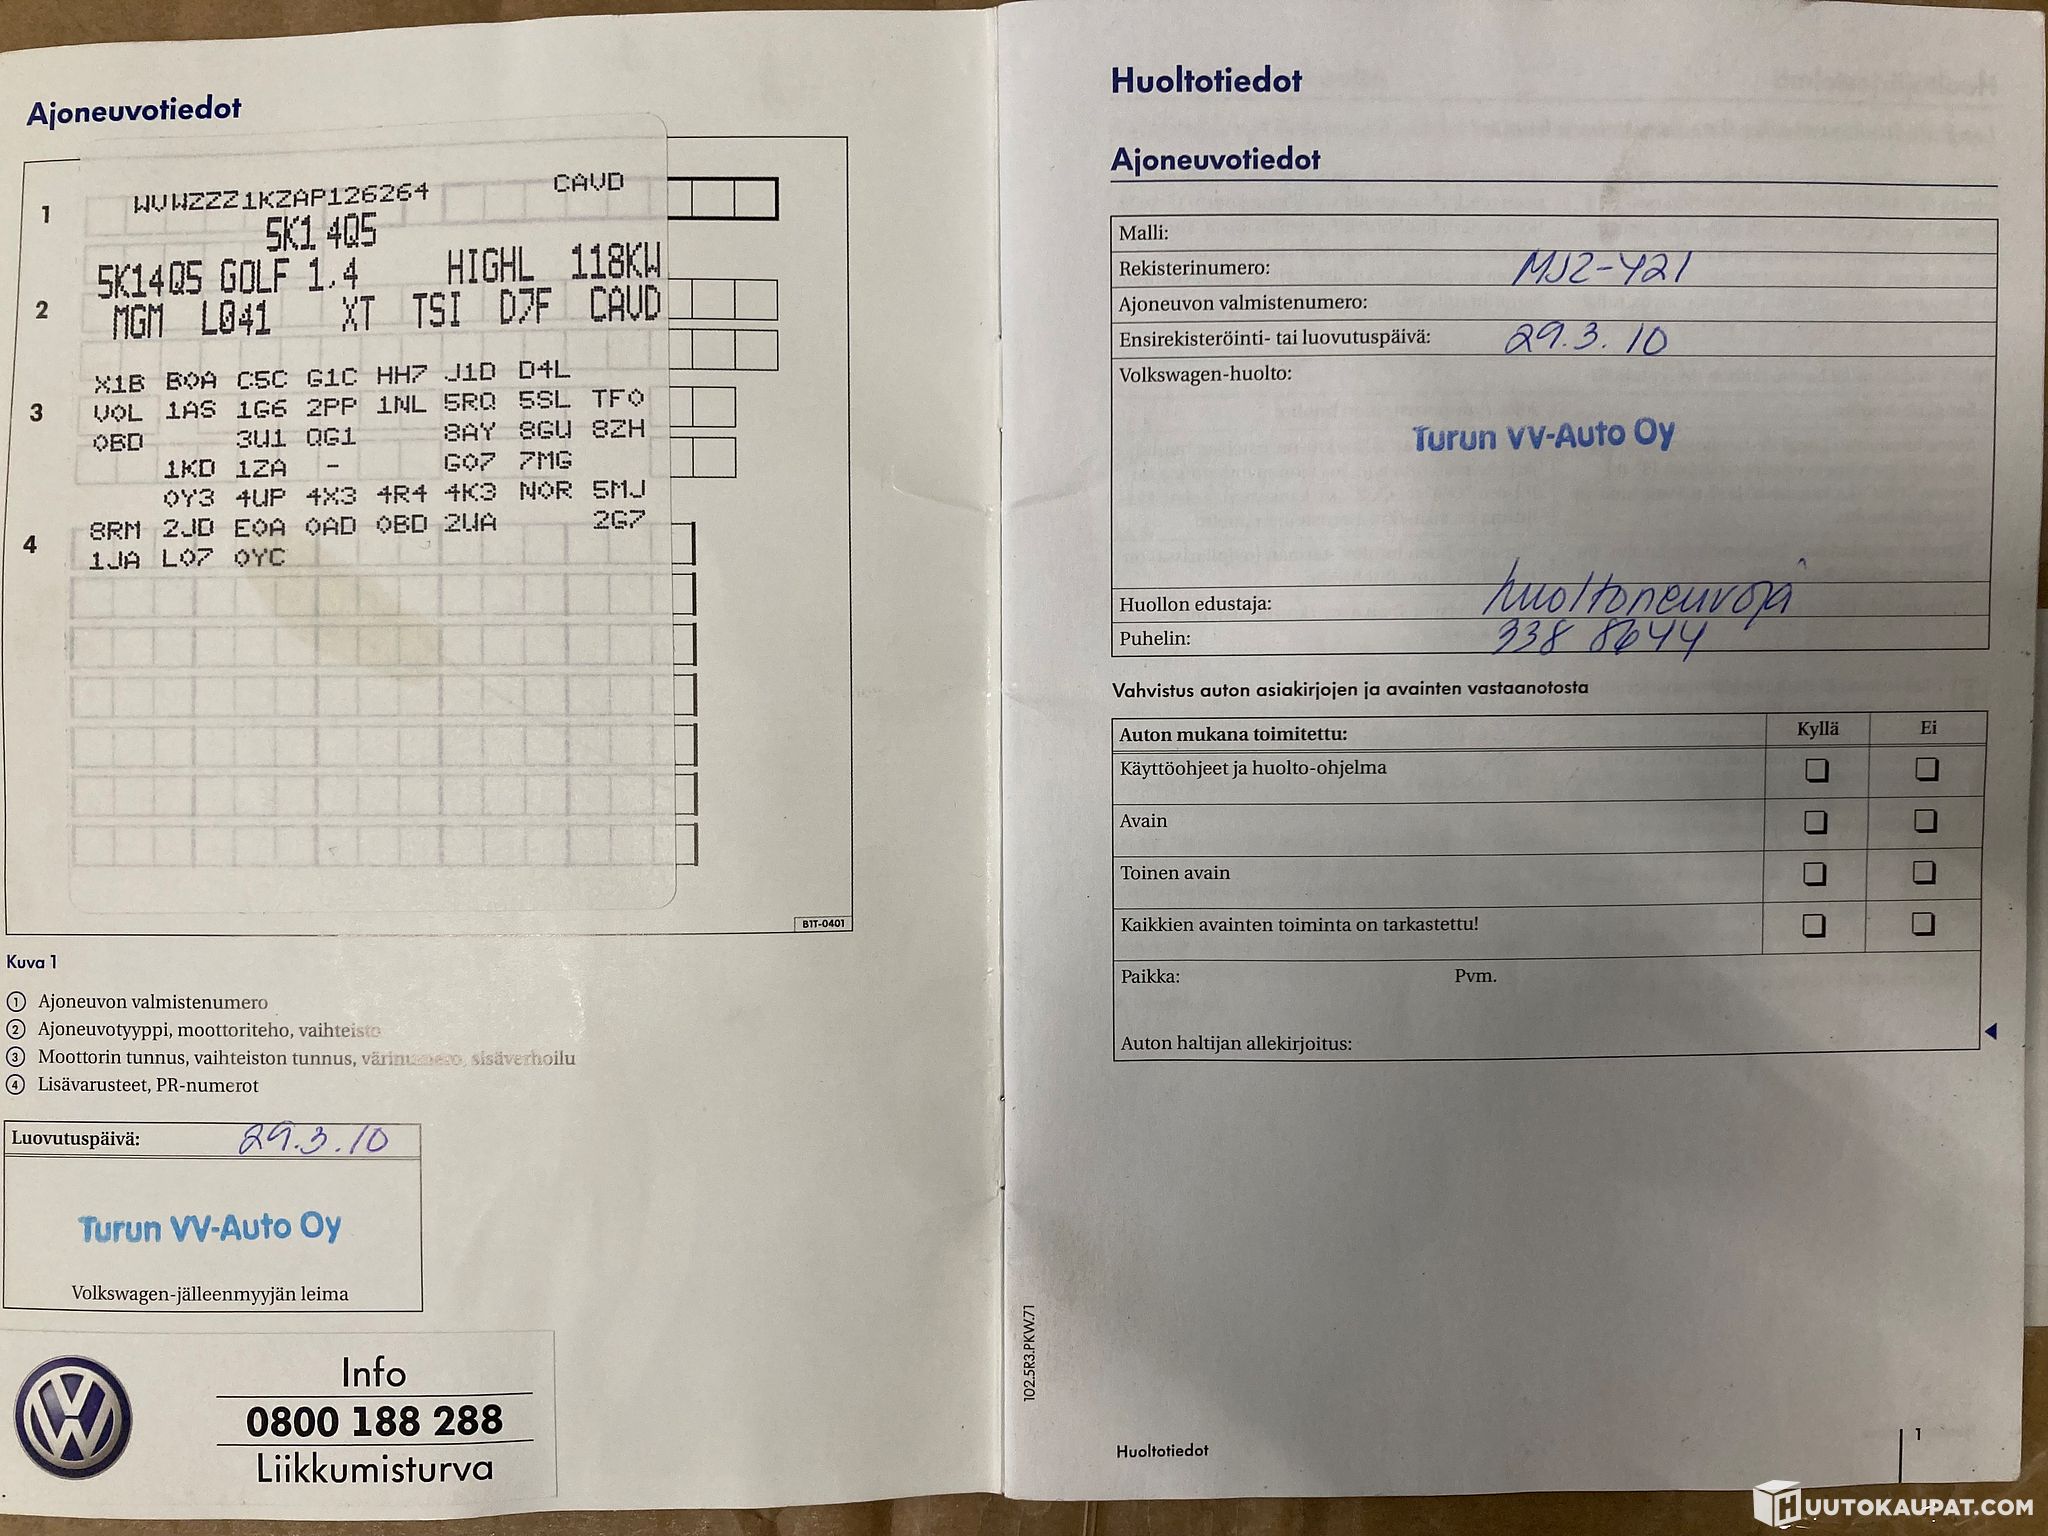 Ajoneuvotiedot
1
WVWZZZ1KZAP126264 CAVD
5K14Q5
5K14Q5 GOLF 1,4 HIGHL 118KW
2
MGM L041 XT TSI D7F CAVD
X1B B0A C5C G1C HH7 J1D D4L
3
V0L 1AS 1G6 2PP 1NL 5RQ 5SL TF0
0BD 3U1 QG1 8AY 8GU 8ZH
1KD 1ZA - G07 7MG
0Y3 4UP 4X3 4R4 4K3 N0R 5MJ
4
8RM 2JD E0A 0AD 0BD 2UA 2G7
1JA L07 0YC
B1T-0401
Kuva 1
1 Ajoneuvon valmistenumero
2 Ajoneuvotyyppi, moottoriteho, vaihteisto
3 Moottorin tunnus, vaihteiston tunnus, värinumero, sisäverhoilu
4 Lisävarusteet, PR-numerot
Luovutuspäivä: 29.3.10
Turun VV-Auto Oy
Volkswagen-jälleenmyyjän leima
Info
0800 188 288
Liikkumisturva
Huoltotiedot
Ajoneuvotiedot
Malli:
Rekisterinumero: MJZ-421
Ajoneuvon valmistenumero:
Ensirekisteröinti- tai luovutuspäivä: 29.3.10
Volkswagen-huolto:
Turun VV-Auto Oy
Huollon edustaja: huoltoneuvoja
Puhelin: 338 8644
Vahvistus auton asiakirjojen ja avainten vastaanotosta
Auton mukana toimitettu: Kyllä Ei
Käyttöohjeet ja huolto-ohjelma
Avain
Toinen avain
Kaikkien avainten toiminta on tarkastettu!
Paikka: Pvm.
Auton haltijan allekirjoitus:
102.5R3.PKW.71
Huoltotiedot 1
HUUTOKAUPAT.COM